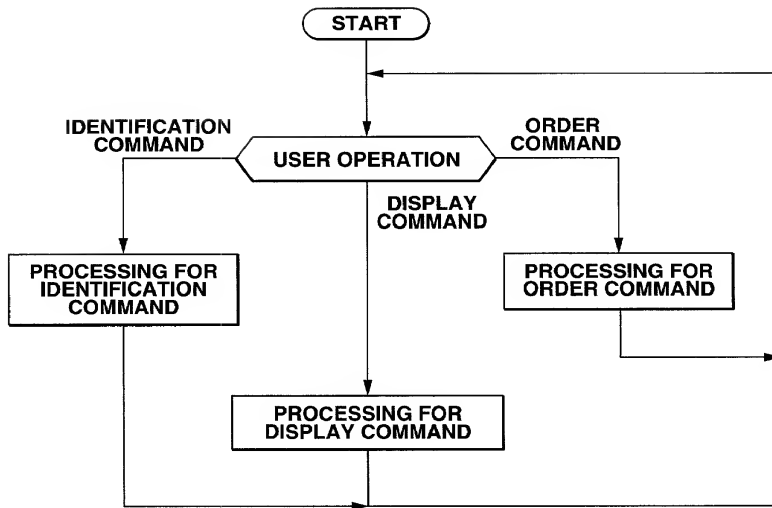 START
IDENTIFICATION
COMMAND
ORDER
COMMAND
USER OPERATION
DISPLAY
COMMAND
PROCESSING FOR
IDENTIFICATION
COMMAND
PROCESSING FOR
ORDER COMMAND
PROCESSING FOR
DISPLAY COMMAND